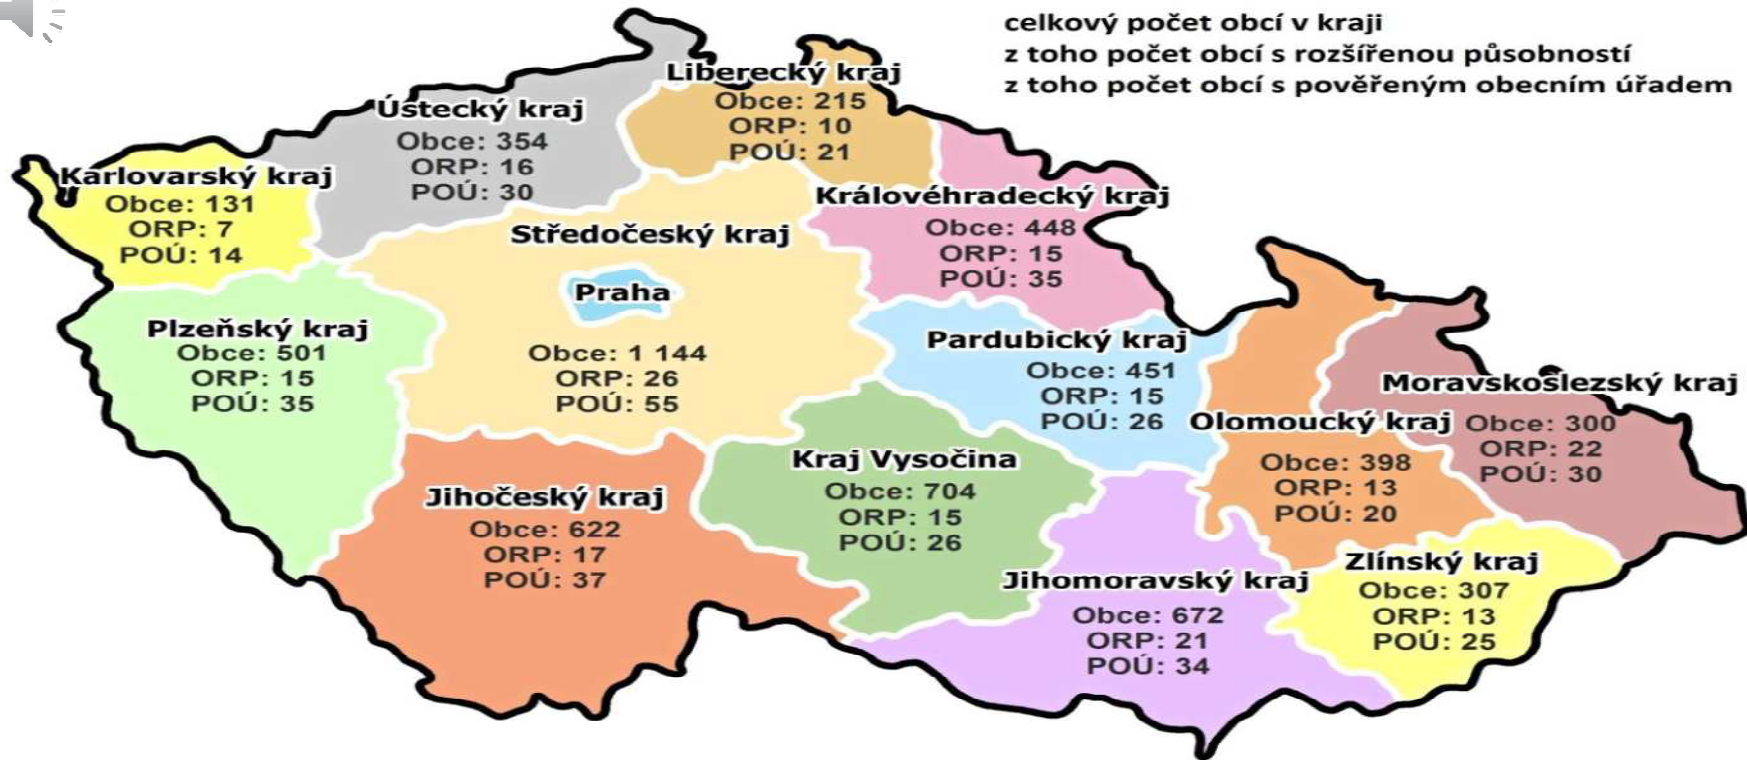 celkový počet obcí v kraji
z toho počet obcí s rozšířenou působností
z toho počet obcí s pověřeným obecním úřadem
Liberecký kraj
Obce: 215
ORP: 10
POÚ: 21
Ústecký kraj
Obce: 354
ORP: 16
POÚ: 30
Karlovarský kraj
Obce: 131
ORP: 7
POÚ: 14
Královéhradecký kraj
Obce: 448
ORP: 15
POÚ: 35
Středočeský kraj
Praha
Obce: 1 144
ORP: 26
POÚ: 55
Plzeňský kraj
Obce: 501
ORP: 15
POÚ: 35
Pardubický kraj
Obce: 451
ORP: 15
POÚ: 26
Moravskoslezský kraj
Obce: 300
ORP: 22
POÚ: 30
Olomoucký kraj
Obce: 398
ORP: 13
POÚ: 20
Kraj Vysočina
Obce: 704
ORP: 15
POÚ: 26
Jihočeský kraj
Obce: 622
ORP: 17
POÚ: 37
Zlínský kraj
Obce: 307
ORP: 13
POÚ: 25
Jihomoravský kraj
Obce: 672
ORP: 21
POÚ: 34